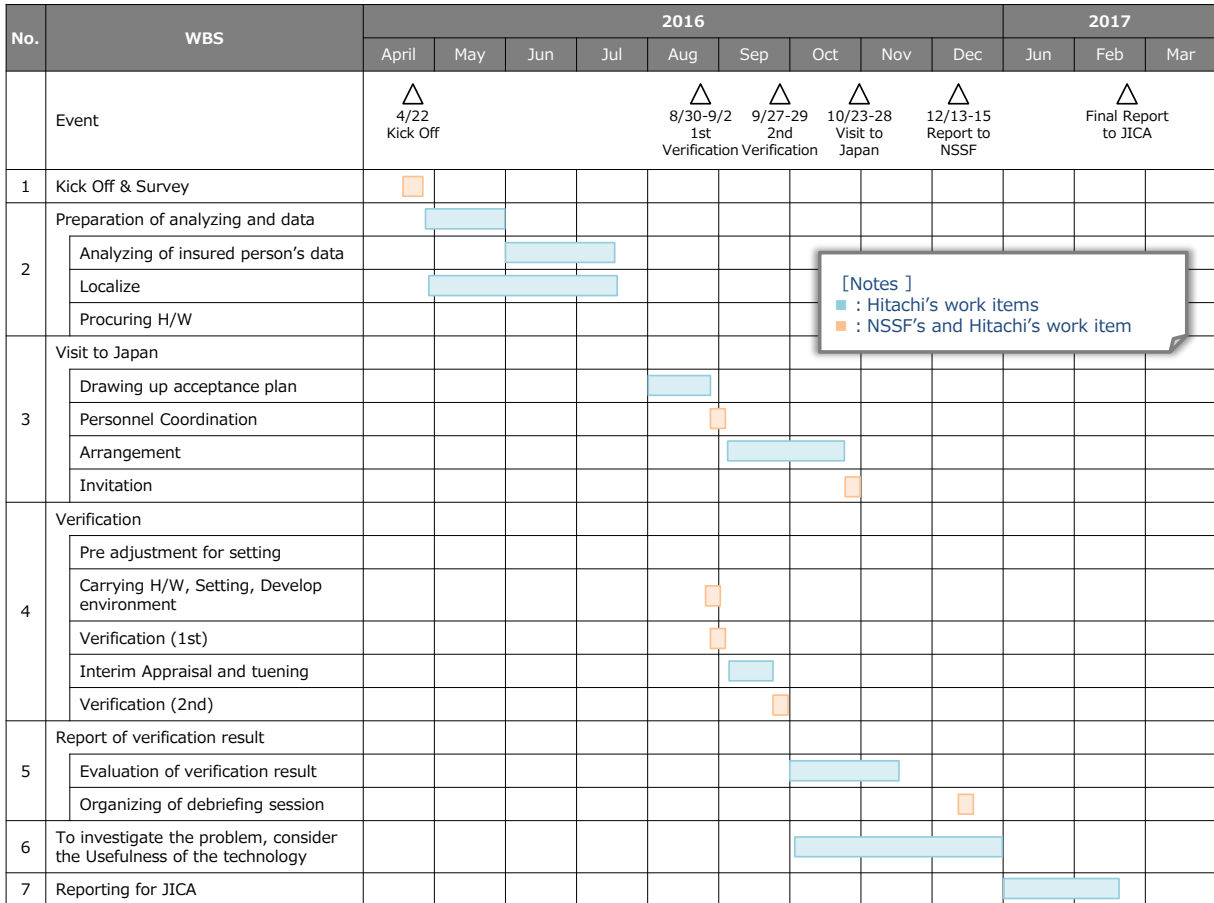 No.
WBS
2016
2017
April May Jun Jul Aug Sep Oct Nov Dec Jun Feb Mar
Event
4/22
Kick Off
8/30-9/2
1st
Verification
9/27-29
2nd
Verification
10/23-28
Visit to
Japan
12/13-15
Report to
NSSF
Final Report
to JICA
1 Kick Off & Survey
2
Preparation of analyzing and data
Analyzing of insured person's data
Localize
Procuring H/W
[Notes ]
: Hitachi's work items
: NSSF's and Hitachi's work item
3
Visit to Japan
Drawing up acceptance plan
Personnel Coordination
Arrangement
Invitation
4
Verification
Pre adjustment for setting
Carrying H/W, Setting, Develop
environment
Verification (1st)
Interim Appraisal and tuening
Verification (2nd)
5
Report of verification result
Evaluation of verification result
Organizing of debriefing session
6
To investigate the problem, consider
the Usefulness of the technology
7 Reporting for JICA